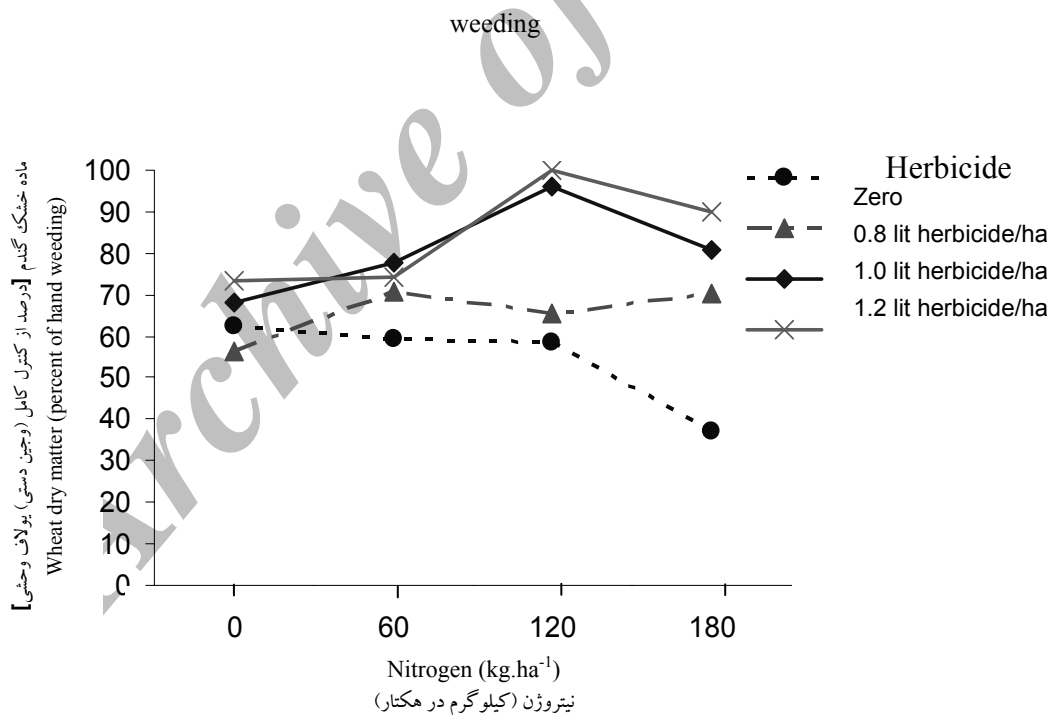 weeding
Archive of
100
90
80
70
60
50
40
30
20
10
0
ماده خشک گندم [درصد از کنترل کامل (وجین دستی) یولاف وحشی]
Wheat dry matter (percent of hand weeding)
0 60 120 180
Nitrogen (kg.ha⁻¹)
نیتروژن (کیلوگرم در هکتار)
Herbicide
Zero
0.8 lit herbicide/ha
1.0 lit herbicide/ha
1.2 lit herbicide/ha